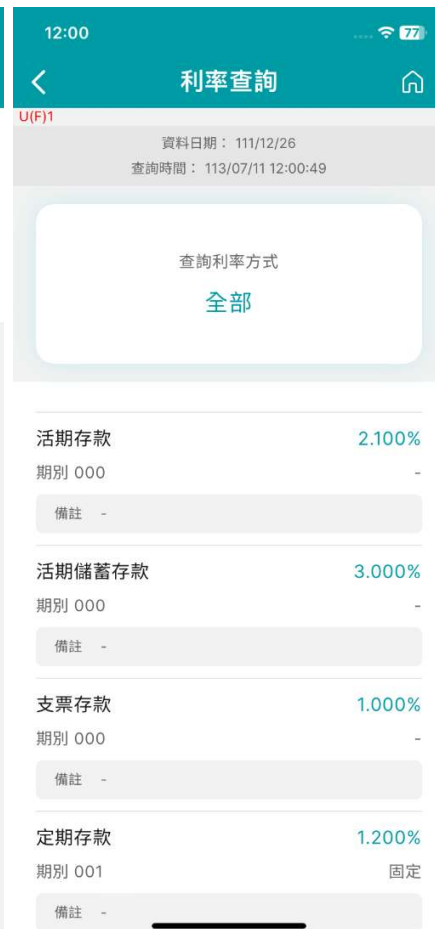 12:00
77
利率查詢
U(F)1
資料日期： 111/12/26
查詢時間： 113/07/11 12:00:49
查詢利率方式
全部
活期存款 2.100%
期別 000 -
備註 -
活期儲蓄存款 3.000%
期別 000 -
備註 -
支票存款 1.000%
期別 000 -
備註 -
定期存款 1.200%
期別 001 固定
備註 -